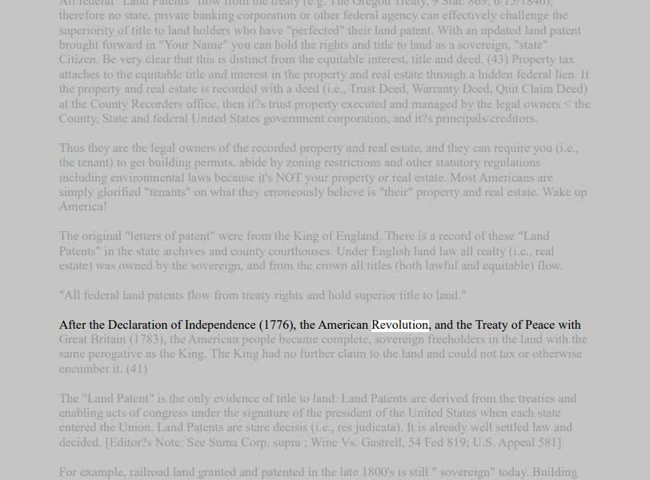 All federal "Land Patents" flow from the treaty (e.g. The Oregon Treaty, 9 Stat. 869, 6/15/1846),
therefore no state, private banking corporation or other federal agency can effectively challenge the
superiority of title to land holders who have "perfected" their land patent. With an updated land patent
brought forward in "Your Name" you can hold the rights and title to land as a sovereign, "state"
Citizen. Be very clear that this is distinct from the equitable interest, title and deed. (43) Property tax
attaches to the equitable title and interest in the property and real estate through a hidden federal lien. If
the property and real estate is recorded with a deed (i.e., Trust Deed, Warranty Deed, Quit Claim Deed)
at the County Recorders office, then it?s trust property executed and managed by the legal owners < the
County, State and federal United States government corporation, and it?s principals/creditors.
Thus they are the legal owners of the recorded property and real estate, and they can require you (i.e.,
the tenant) to get building permits, abide by zoning restrictions and other statutory regulations
including environmental laws because it's NOT your property or real estate. Most Americans are
simply glorified "tenants" on what they erroneously believe is "their" property and real estate. Wake up
America!
The original "letters of patent" were from the King of England. There is a record of these "Land
Patents" in the state archives and county courthouses. Under English land law all realty (i.e., real
estate) was owned by the sovereign, and from the crown all titles (both lawful and equitable) flow.
"All federal land patents flow from treaty rights and hold superior title to land."
After the Declaration of Independence (1776), the American Revolution, and the Treaty of Peace with
Great Britain (1783), the American people became complete, sovereign freeholders in the land with the
same perogative as the King. The King had no further claim to the land and could not tax or otherwise
encumber it. (41)
The "Land Patent" is the only evidence of title to land. Land Patents are derived from the treaties and
enabling acts of congress under the signature of the president of the United States when each state
entered the Union. Land Patents are stare decisis (i.e., res judicata). It is already well settled law and
decided. [Editor?s Note: See Suma Corp. supra ; Wine Vs. Gastrell, 54 Fed 819; U.S. Appeal 581]
For example, railroad land granted and patented in the late 1800's is still " sovereign" today. Building